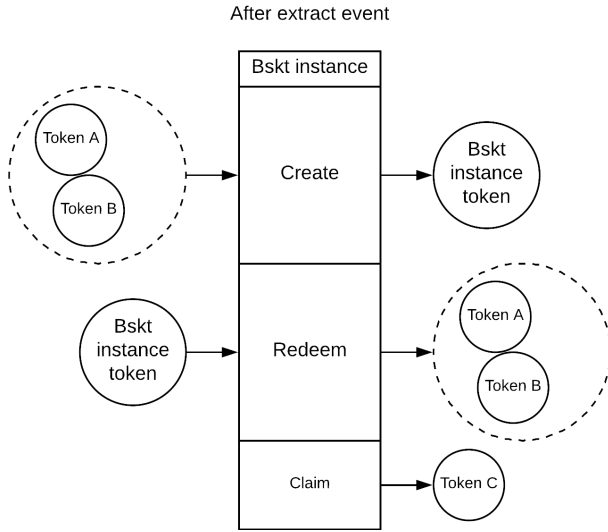 After extract event
Bskt instance
Token A
Token B
Create
Bskt
instance
token
Bskt
instance
token
Redeem
Token A
Token B
Claim
Token C